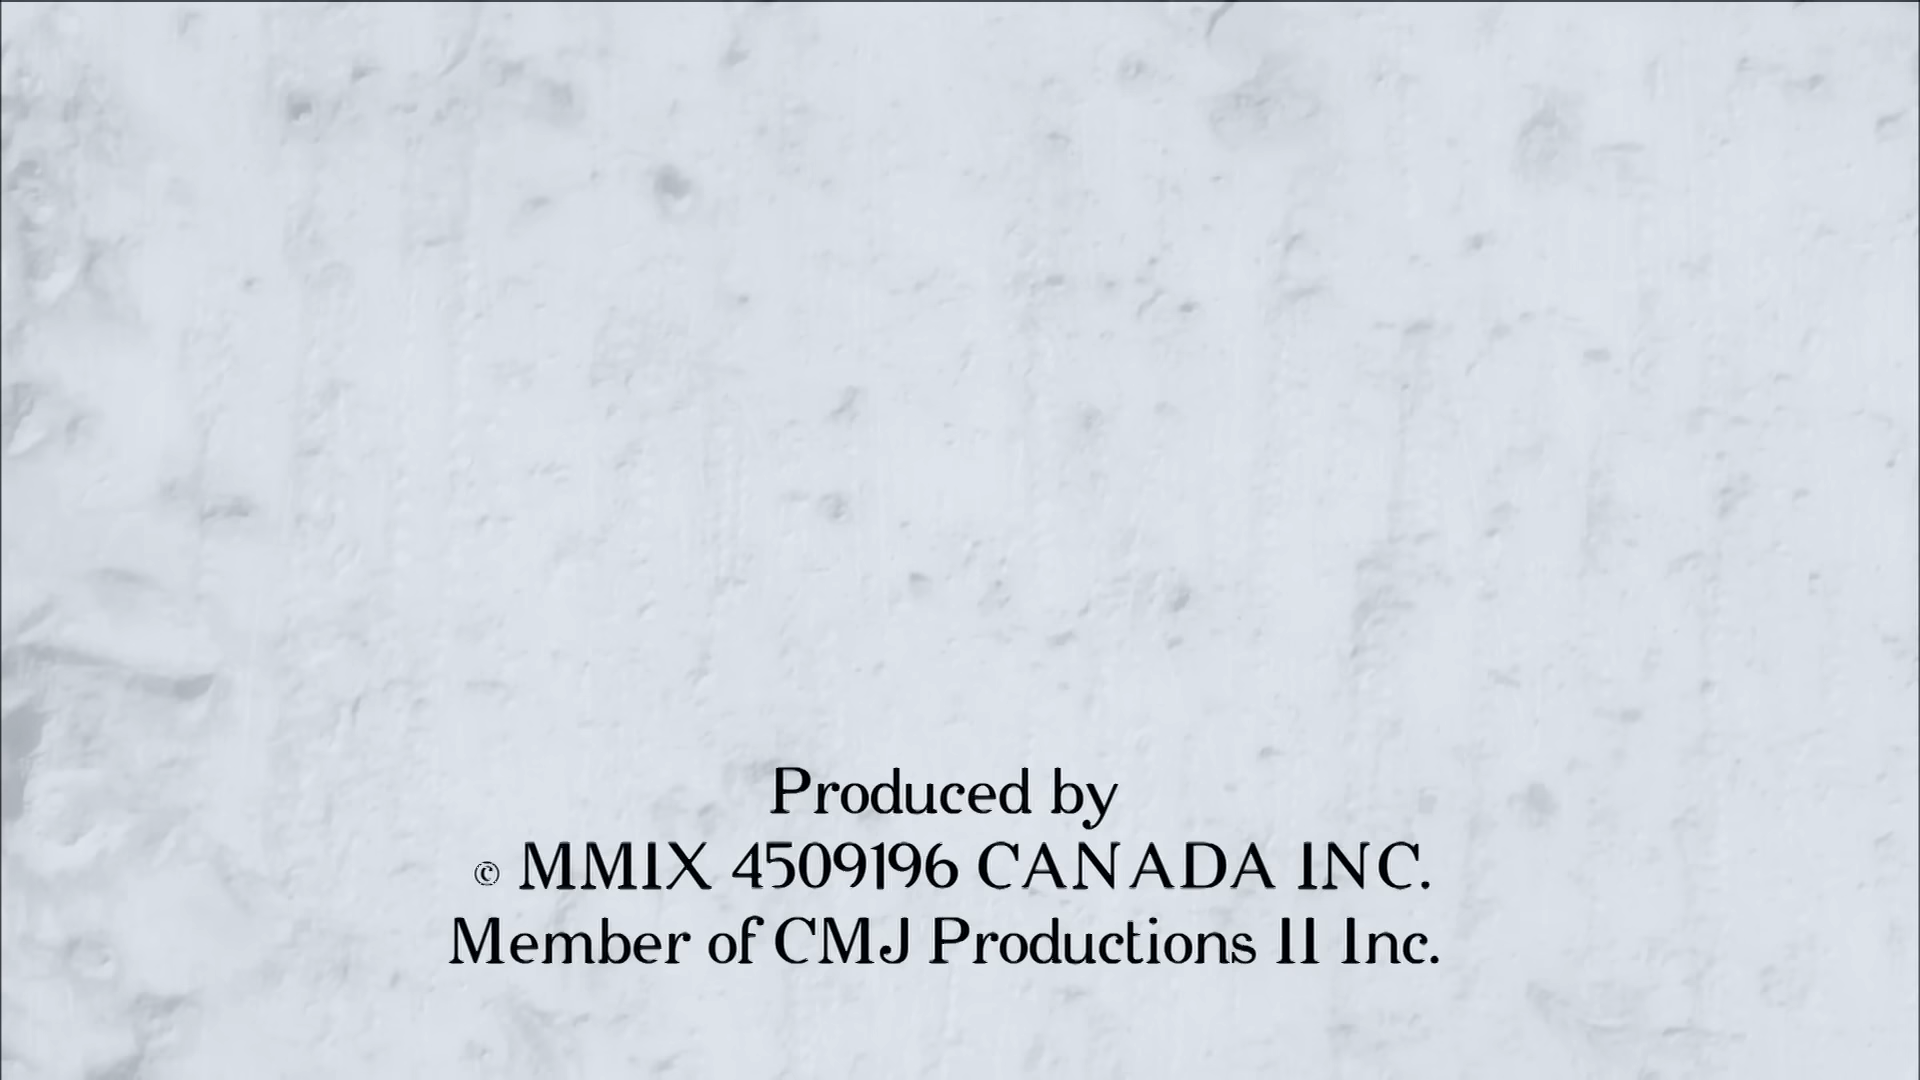 Produced by
© MMIX 4509196 CANADA INC.
Member of CMJ Productions II Inc.